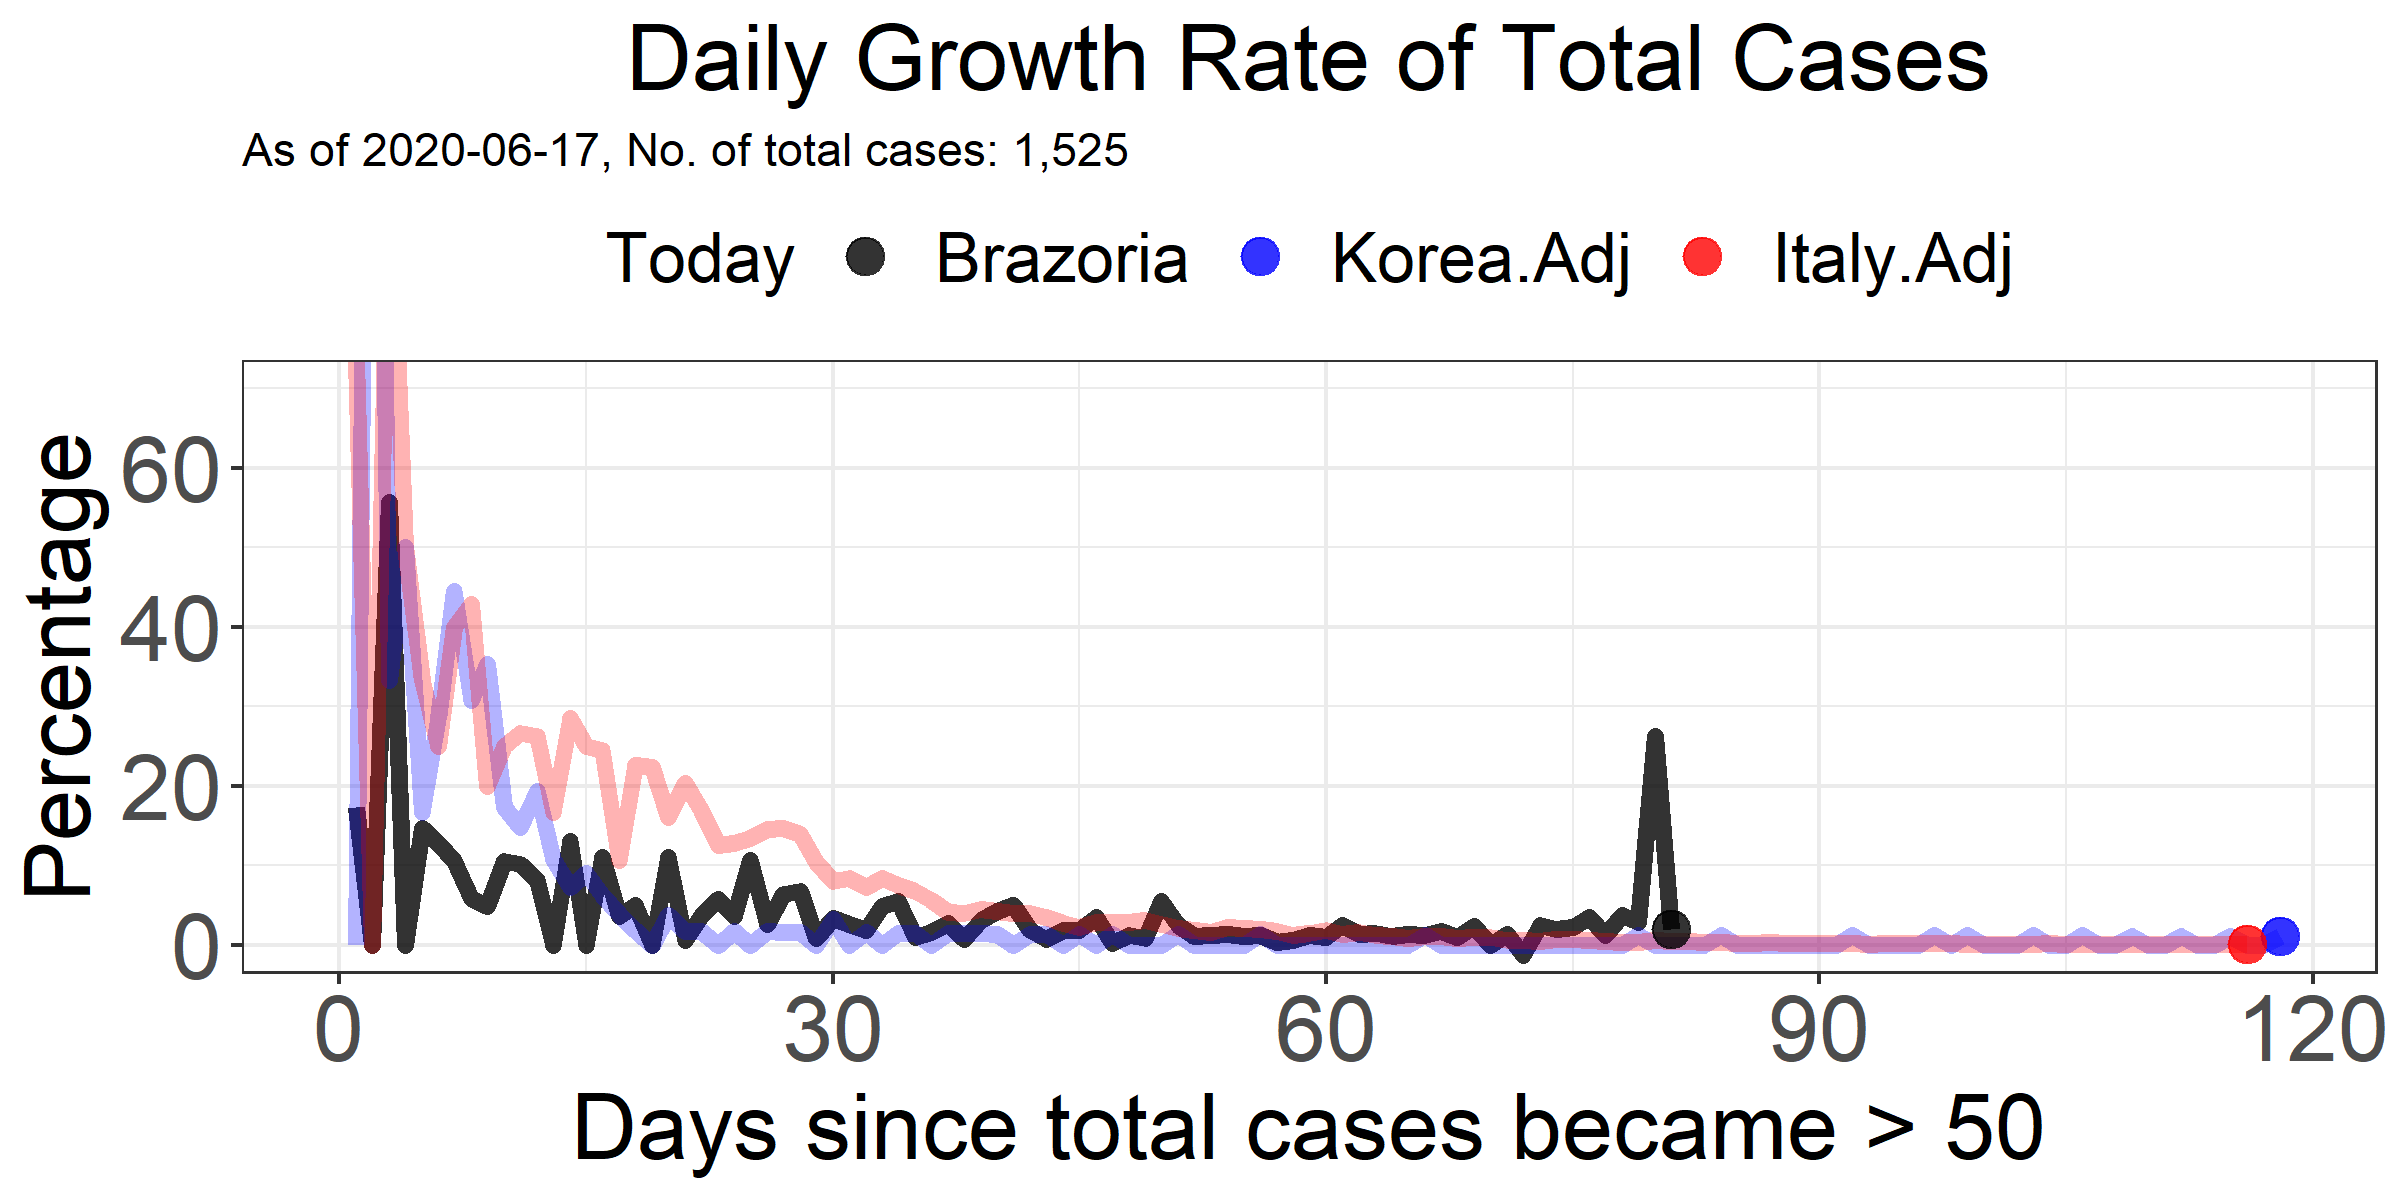 Daily Growth Rate of Total Cases
As of 2020-06-17, No. of total cases: 1,525
Today Brazoria Korea.Adj Italy.Adj
Percentage
60
40
20
0
0 30 60 90 120
Days since total cases became > 50